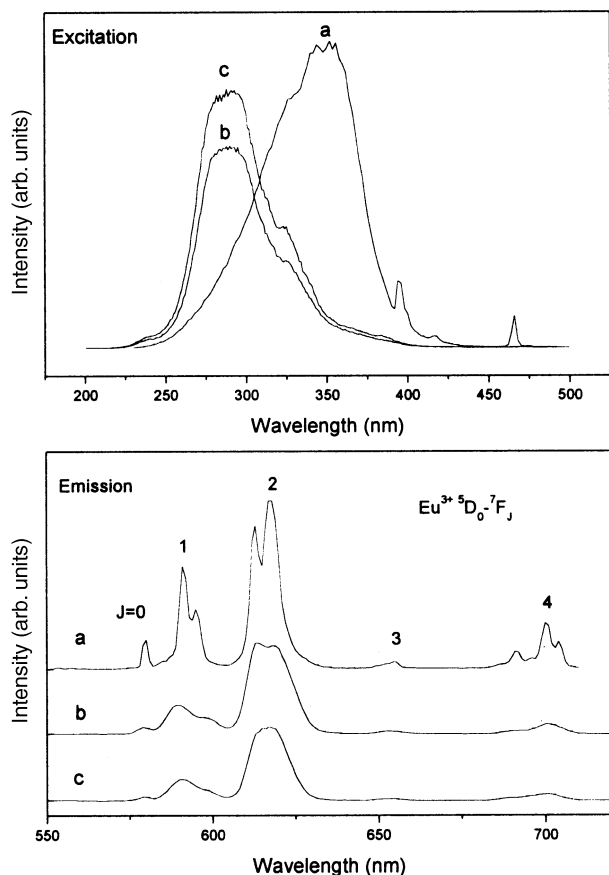 Excitation
a
c
b
Intensity (arb. units)
200 250 300 350 400 450 500
Wavelength (nm)
Emission
2
Eu³⁺ ⁵D₀-⁷F_J
1
J=0
4
3
a
b
c
Intensity (arb. units)
550 600 650 700
Wavelength (nm)